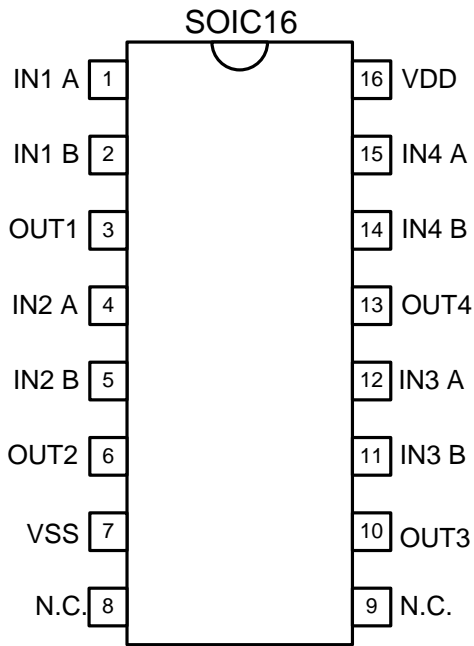 SOIC16
IN1 A 1 16 VDD
IN1 B 2 15 IN4 A
OUT1 3 14 IN4 B
IN2 A 4 13 OUT4
IN2 B 5 12 IN3 A
OUT2 6 11 IN3 B
VSS 7 10 OUT3
N.C. 8 9 N.C.